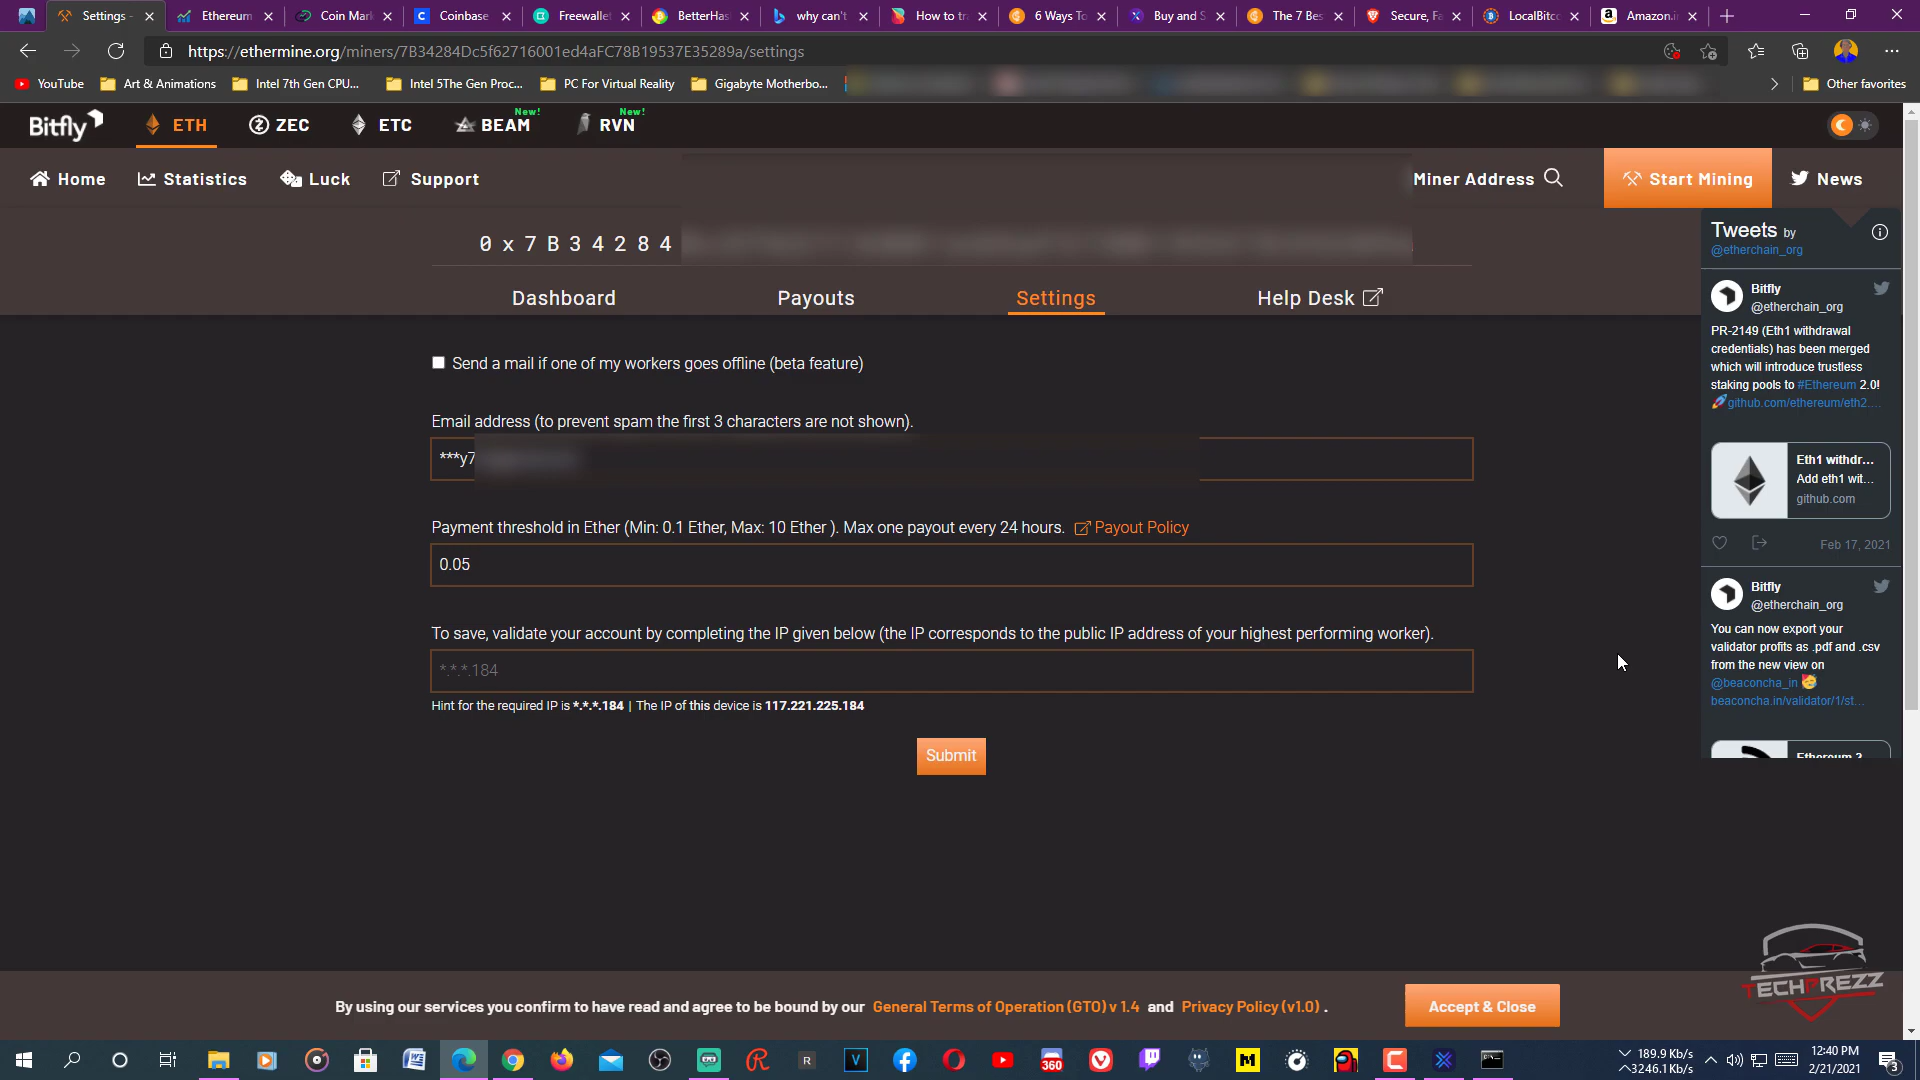 Settings -
Ethereum
Coin Mark
Coinbase
Freewallet
BetterHas
why can't
How to tra
6 Ways To
Buy and S
The 7 Bes
Secure, Fa
LocalBitco
Amazon.i
https://ethermine.org/miners/7B34284Dc5f62716001ed4aFC78B19537E35289a/settings
YouTube
Art & Animations
Intel 7th Gen CPU...
Intel 5The Gen Proc...
PC For Virtual Reality
Gigabyte Motherbo...
Other favorites
Bitfly
ETH
ZEC
ETC
BEAM
New!
RVN
New!
Home
Statistics
Luck
Support
Miner Address
Start Mining
News
0x7B34284
Dashboard
Payouts
Settings
Help Desk
Send a mail if one of my workers goes offline (beta feature)
Email address (to prevent spam the first 3 characters are not shown).
***y7
Payment threshold in Ether (Min: 0.1 Ether, Max: 10 Ether ). Max one payout every 24 hours. Payout Policy
0.05
To save, validate your account by completing the IP given below (the IP corresponds to the public IP address of your highest performing worker).
*.*.*.184
Hint for the required IP is *.*.*.184 | The IP of this device is 117.221.225.184
Submit
Tweets by
@etherchain_org
Bitfly
@etherchain_org
PR-2149 (Eth1 withdrawal
credentials) has been merged
which will introduce trustless
staking pools to #Ethereum 2.0!
🚀github.com/ethereum/eth2....
Eth1 withdr...
Add eth1 wit...
github.com
Feb 17, 2021
Bitfly
@etherchain_org
You can now export your
validator profits as .pdf and .csv
from the new view on
@beaconcha_in 🥳
beaconcha.in/validator/1/st...
Ethereum 2
By using our services you confirm to have read and agree to be bound by our General Terms of Operation (GTO) v 1.4 and Privacy Policy (v1.0) .
Accept & Close
TECHPREZZ
189.9 Kb/s
3246.1Kb/s
12:40 PM
2/21/2021
3